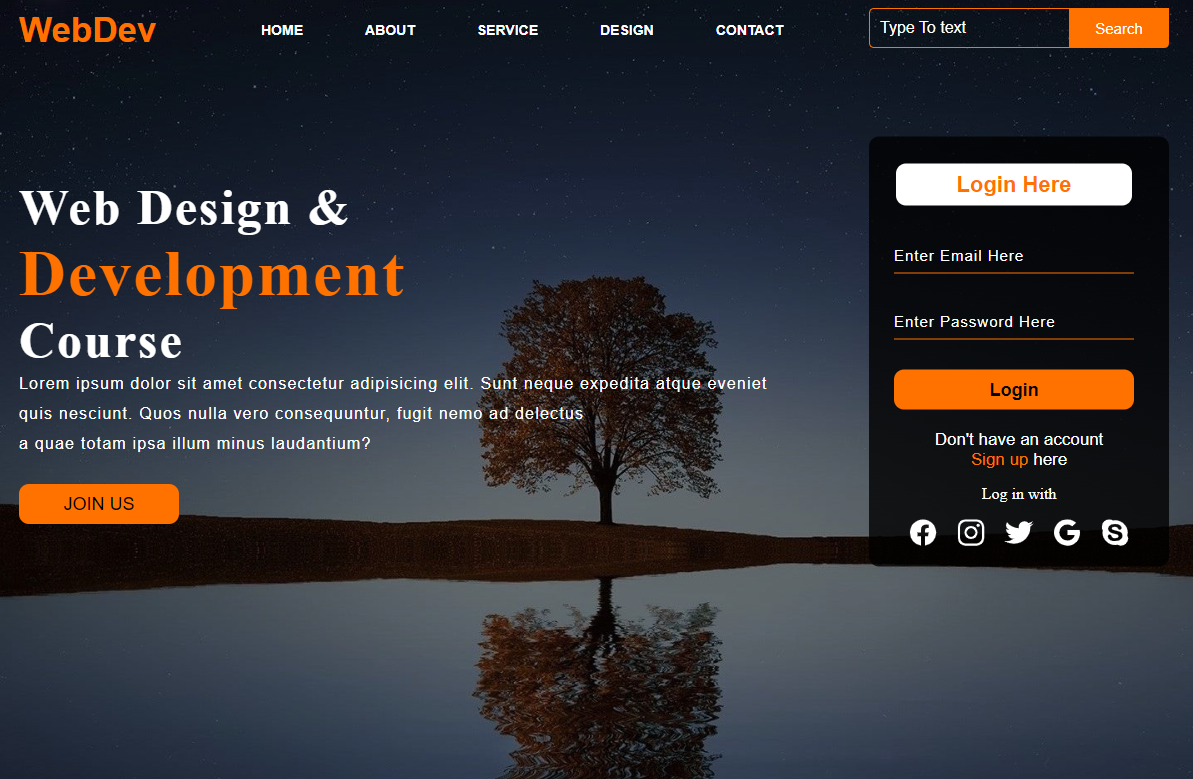 WebDev
HOME ABOUT SERVICE DESIGN CONTACT
Type To text Search
Web Design &
Development
Course
Lorem ipsum dolor sit amet consectetur adipisicing elit. Sunt neque expedita atque eveniet
quis nesciunt. Quos nulla vero consequuntur, fugit nemo ad delectus
a quae totam ipsa illum minus laudantium?
JOIN US
Login Here
Enter Email Here
Enter Password Here
Login
Don't have an account
Sign up here
Log in with